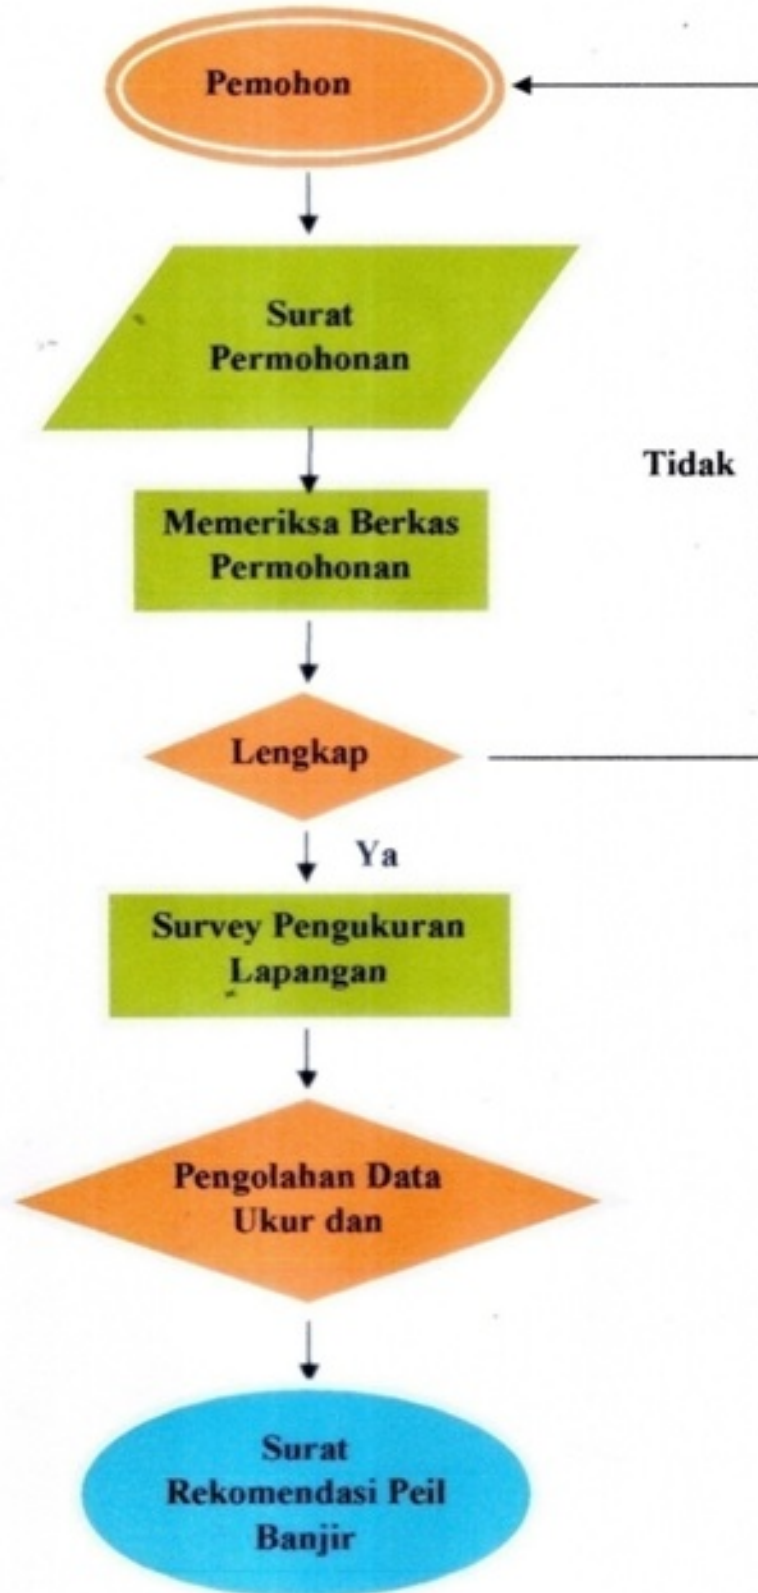 Pemohon
Surat
Permohonan
Tidak
Memeriksa Berkas
Permohonan
Lengkap
Ya
Survey Pengukuran
Lapangan
Pengolahan Data
Ukur dan
Surat
Rekomendasi Peil
Banjir